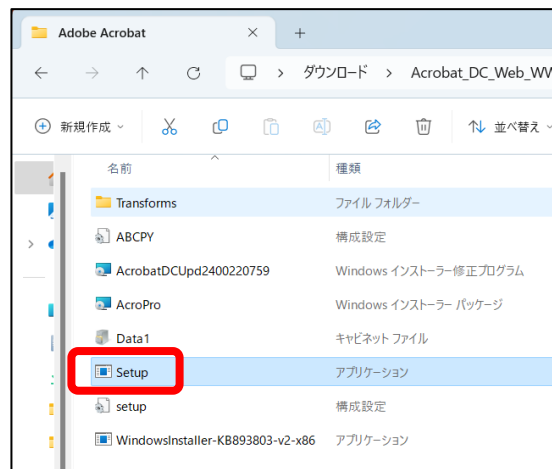 Adobe Acrobat
ダウンロード Acrobat_DC_Web_WW
新規作成 並べ替え
名前 種類
Transforms ファイル フォルダー
ABCPY 構成設定
AcrobatDCUpd2400220759 Windows インストーラー修正プログラム
AcroPro Windows インストーラー パッケージ
Data1 キャビネット ファイル
Setup アプリケーション
setup 構成設定
WindowsInstaller-KB893803-v2-x86 アプリケーション